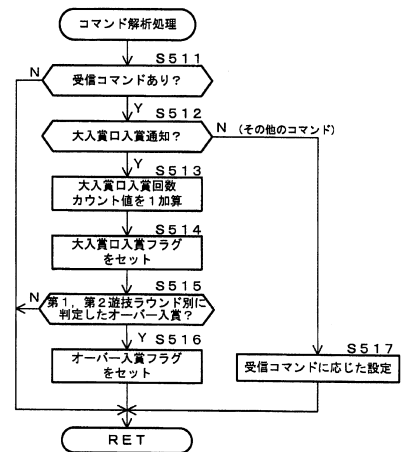 コマンド解析処理
S511
N
受信コマンドあり?
Y
S512
大入賞口入賞通知?
N (その他のコマンド)
Y
S513
大入賞口入賞回数
カウント値を1加算
S514
大入賞口入賞フラグ
をセット
S515
N
第1,第2遊技ラウンド別に
判定したオーバー入賞?
Y
S516
オーバー入賞フラグ
をセット
S517
受信コマンドに応じた設定
RET